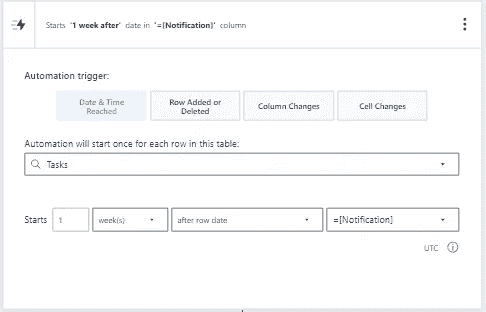 Starts '1 week after' date in '=[Notification]' column
Automation trigger:
Date & Time
Reached
Row Added or
Deleted
Column Changes
Cell Changes
Automation will start once for each row in this table:
Tasks
Starts 1 week(s) after row date =[Notification]
UTC